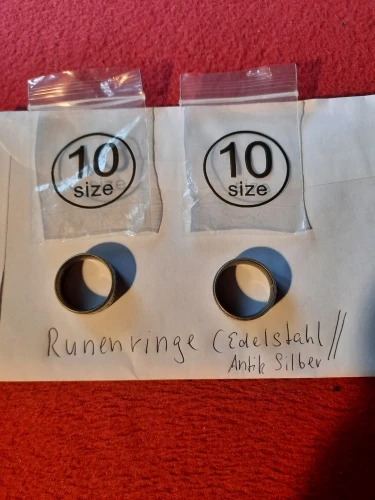 10
size
10
size
Runenringe (Edelstahl //
Antik Silber